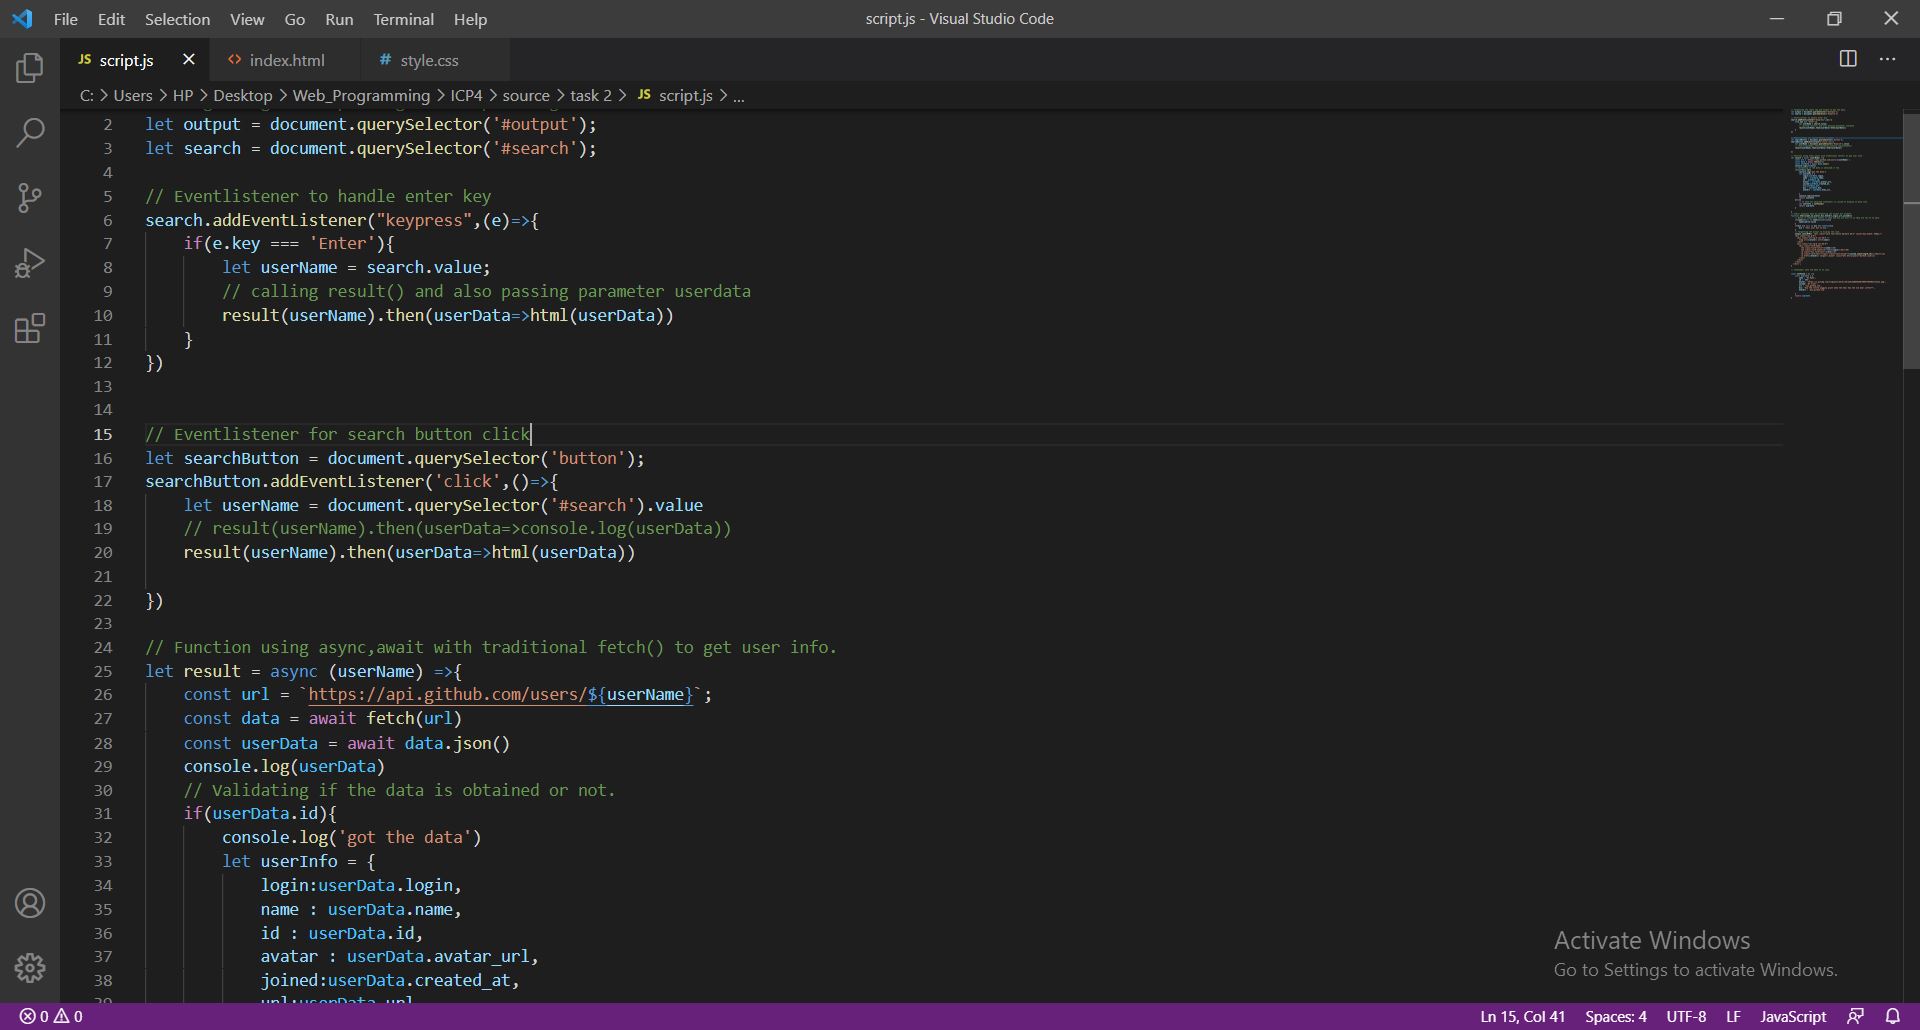 File Edit Selection View Go Run Terminal Help
script.js - Visual Studio Code
JS script.js
<> index.html
# style.css
C: > Users > HP > Desktop > Web_Programming > ICP4 > source > task 2 > JS script.js > ...
2 let output = document.querySelector('#output');
3 let search = document.querySelector('#search');
4
5 // Eventlistener to handle enter key
6 search.addEventListener("keypress",(e)=>{
7 if(e.key === 'Enter'){
8 let userName = search.value;
9 // calling result() and also passing parameter userdata
10 result(userName).then(userData=>html(userData))
11 }
12 })
13
14
15 // Eventlistener for search button click
16 let searchButton = document.querySelector('button');
17 searchButton.addEventListener('click',()=>{
18 let userName = document.querySelector('#search').value
19 // result(userName).then(userData=>console.log(userData))
20 result(userName).then(userData=>html(userData))
21
22 })
23
24 // Function using async,await with traditional fetch() to get user info.
25 let result = async (userName) =>{
26 const url = `https://api.github.com/users/${userName}`;
27 const data = await fetch(url)
28 const userData = await data.json()
29 console.log(userData)
30 // Validating if the data is obtained or not.
31 if(userData.id){
32 console.log('got the data')
33 let userInfo = {
34 login:userData.login,
35 name : userData.name,
36 id : userData.id,
37 avatar : userData.avatar_url,
38 joined:userData.created_at,
Activate Windows
Go to Settings to activate Windows.
0 0
Ln 15, Col 41 Spaces: 4 UTF-8 LF JavaScript